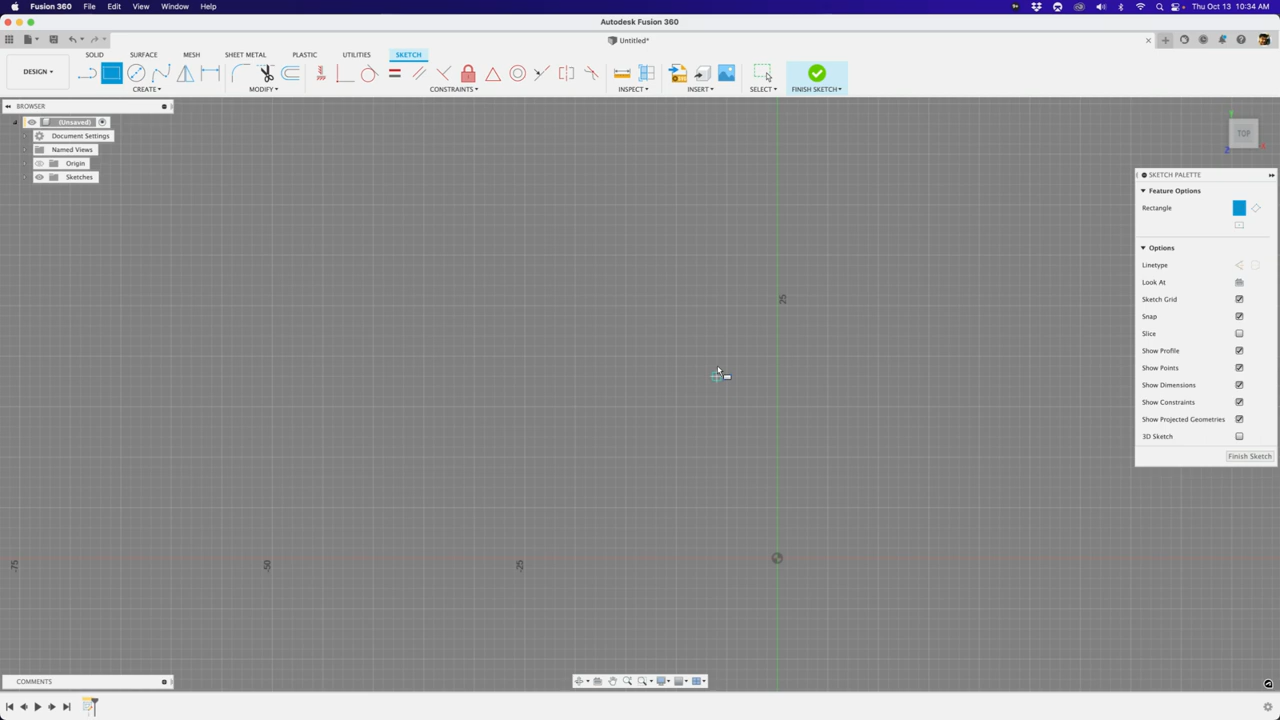 Fusion 360 File Edit View Window Help Thu Oct 13 10:34 AM
Autodesk Fusion 360
Untitled*
SOLID SURFACE MESH SHEET METAL PLASTIC UTILITIES SKETCH
DESIGN
CREATE MODIFY CONSTRAINTS INSPECT INSERT SELECT FINISH SKETCH
BROWSER
(Unsaved)
Document Settings
Named Views
Origin
Sketches
TOP
Z X Y
SKETCH PALETTE
Feature Options
Rectangle
Options
Linetype
Look At
Sketch Grid
Snap
Slice
Show Profile
Show Points
Show Dimensions
Show Constraints
Show Projected Geometries
3D Sketch
Finish Sketch
25
-75 -50 -25
COMMENTS